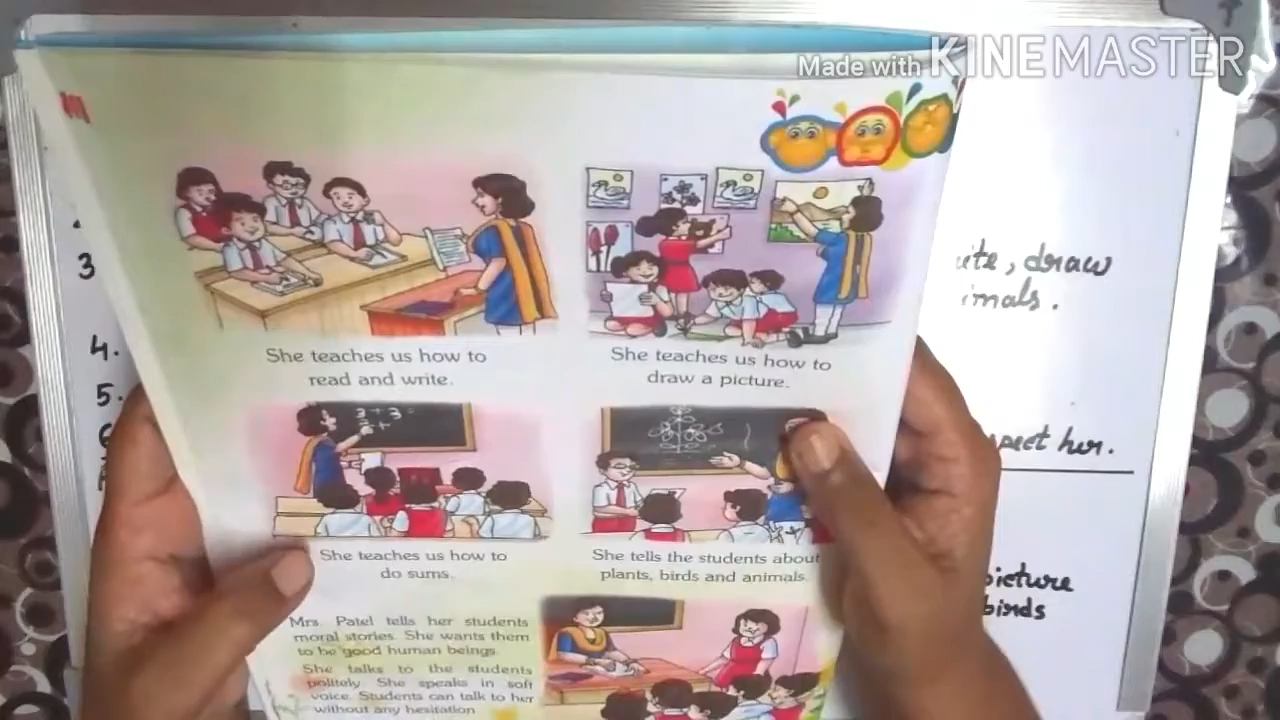 Made with KINEMASTER
She teaches us how to
read and write.
She teaches us how to
draw a picture.
3 + 3 =
She teaches us how to
do sums.
She tells the students about
plants, birds and animals.
Mrs. Patel tells her students
moral stories. She wants them
to be good human beings.
She talks to the students
politely. She speaks in soft
voice. Students can talk to her
without any hesitation
3
4.
5.
draw
her.
picture
birds